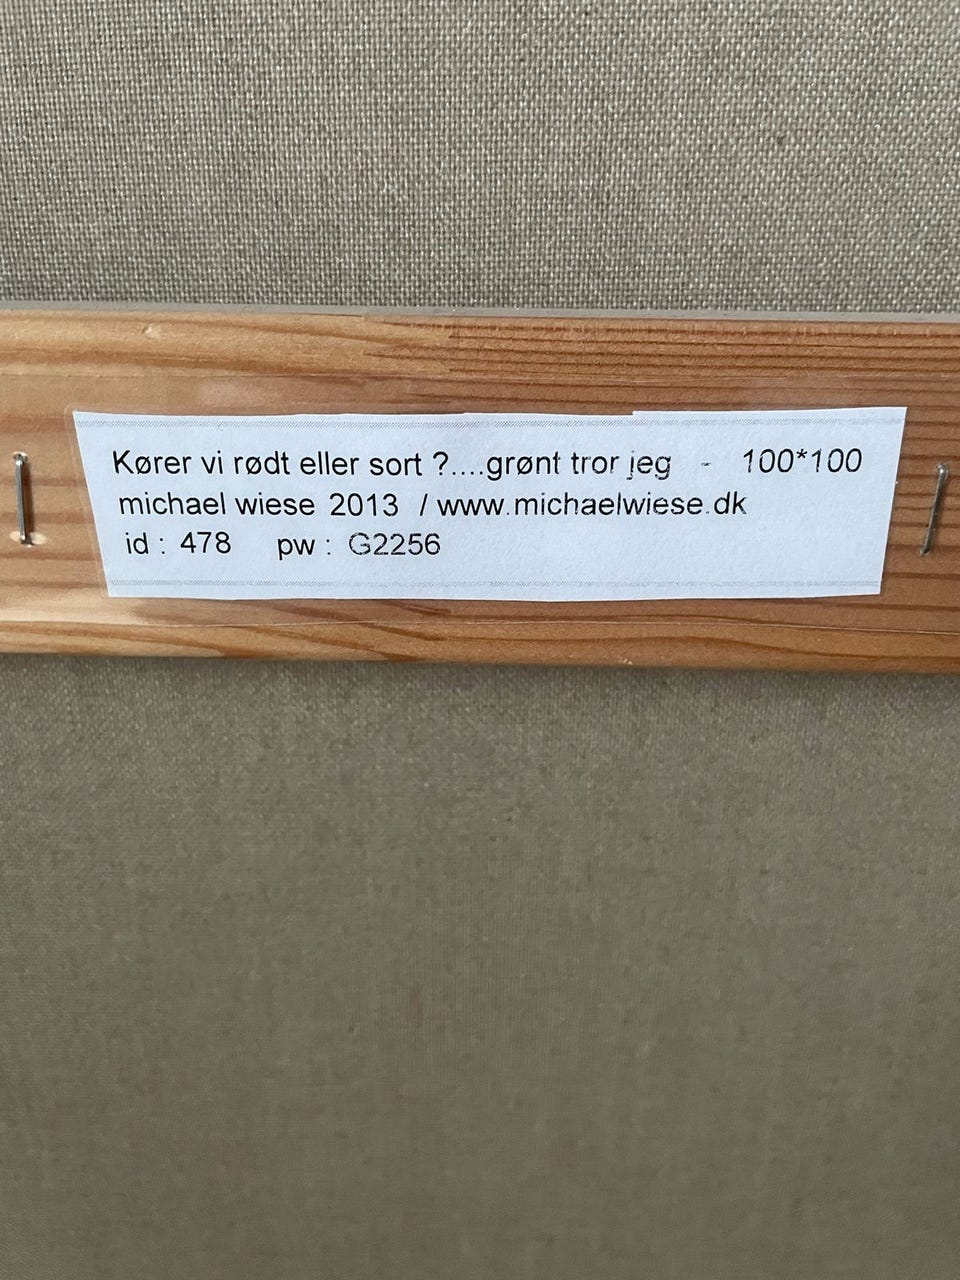 Kører vi rødt eller sort ?....grønt tror jeg - 100*100
michael wiese 2013 / www.michaelwiese.dk
id : 478 pw : G2256